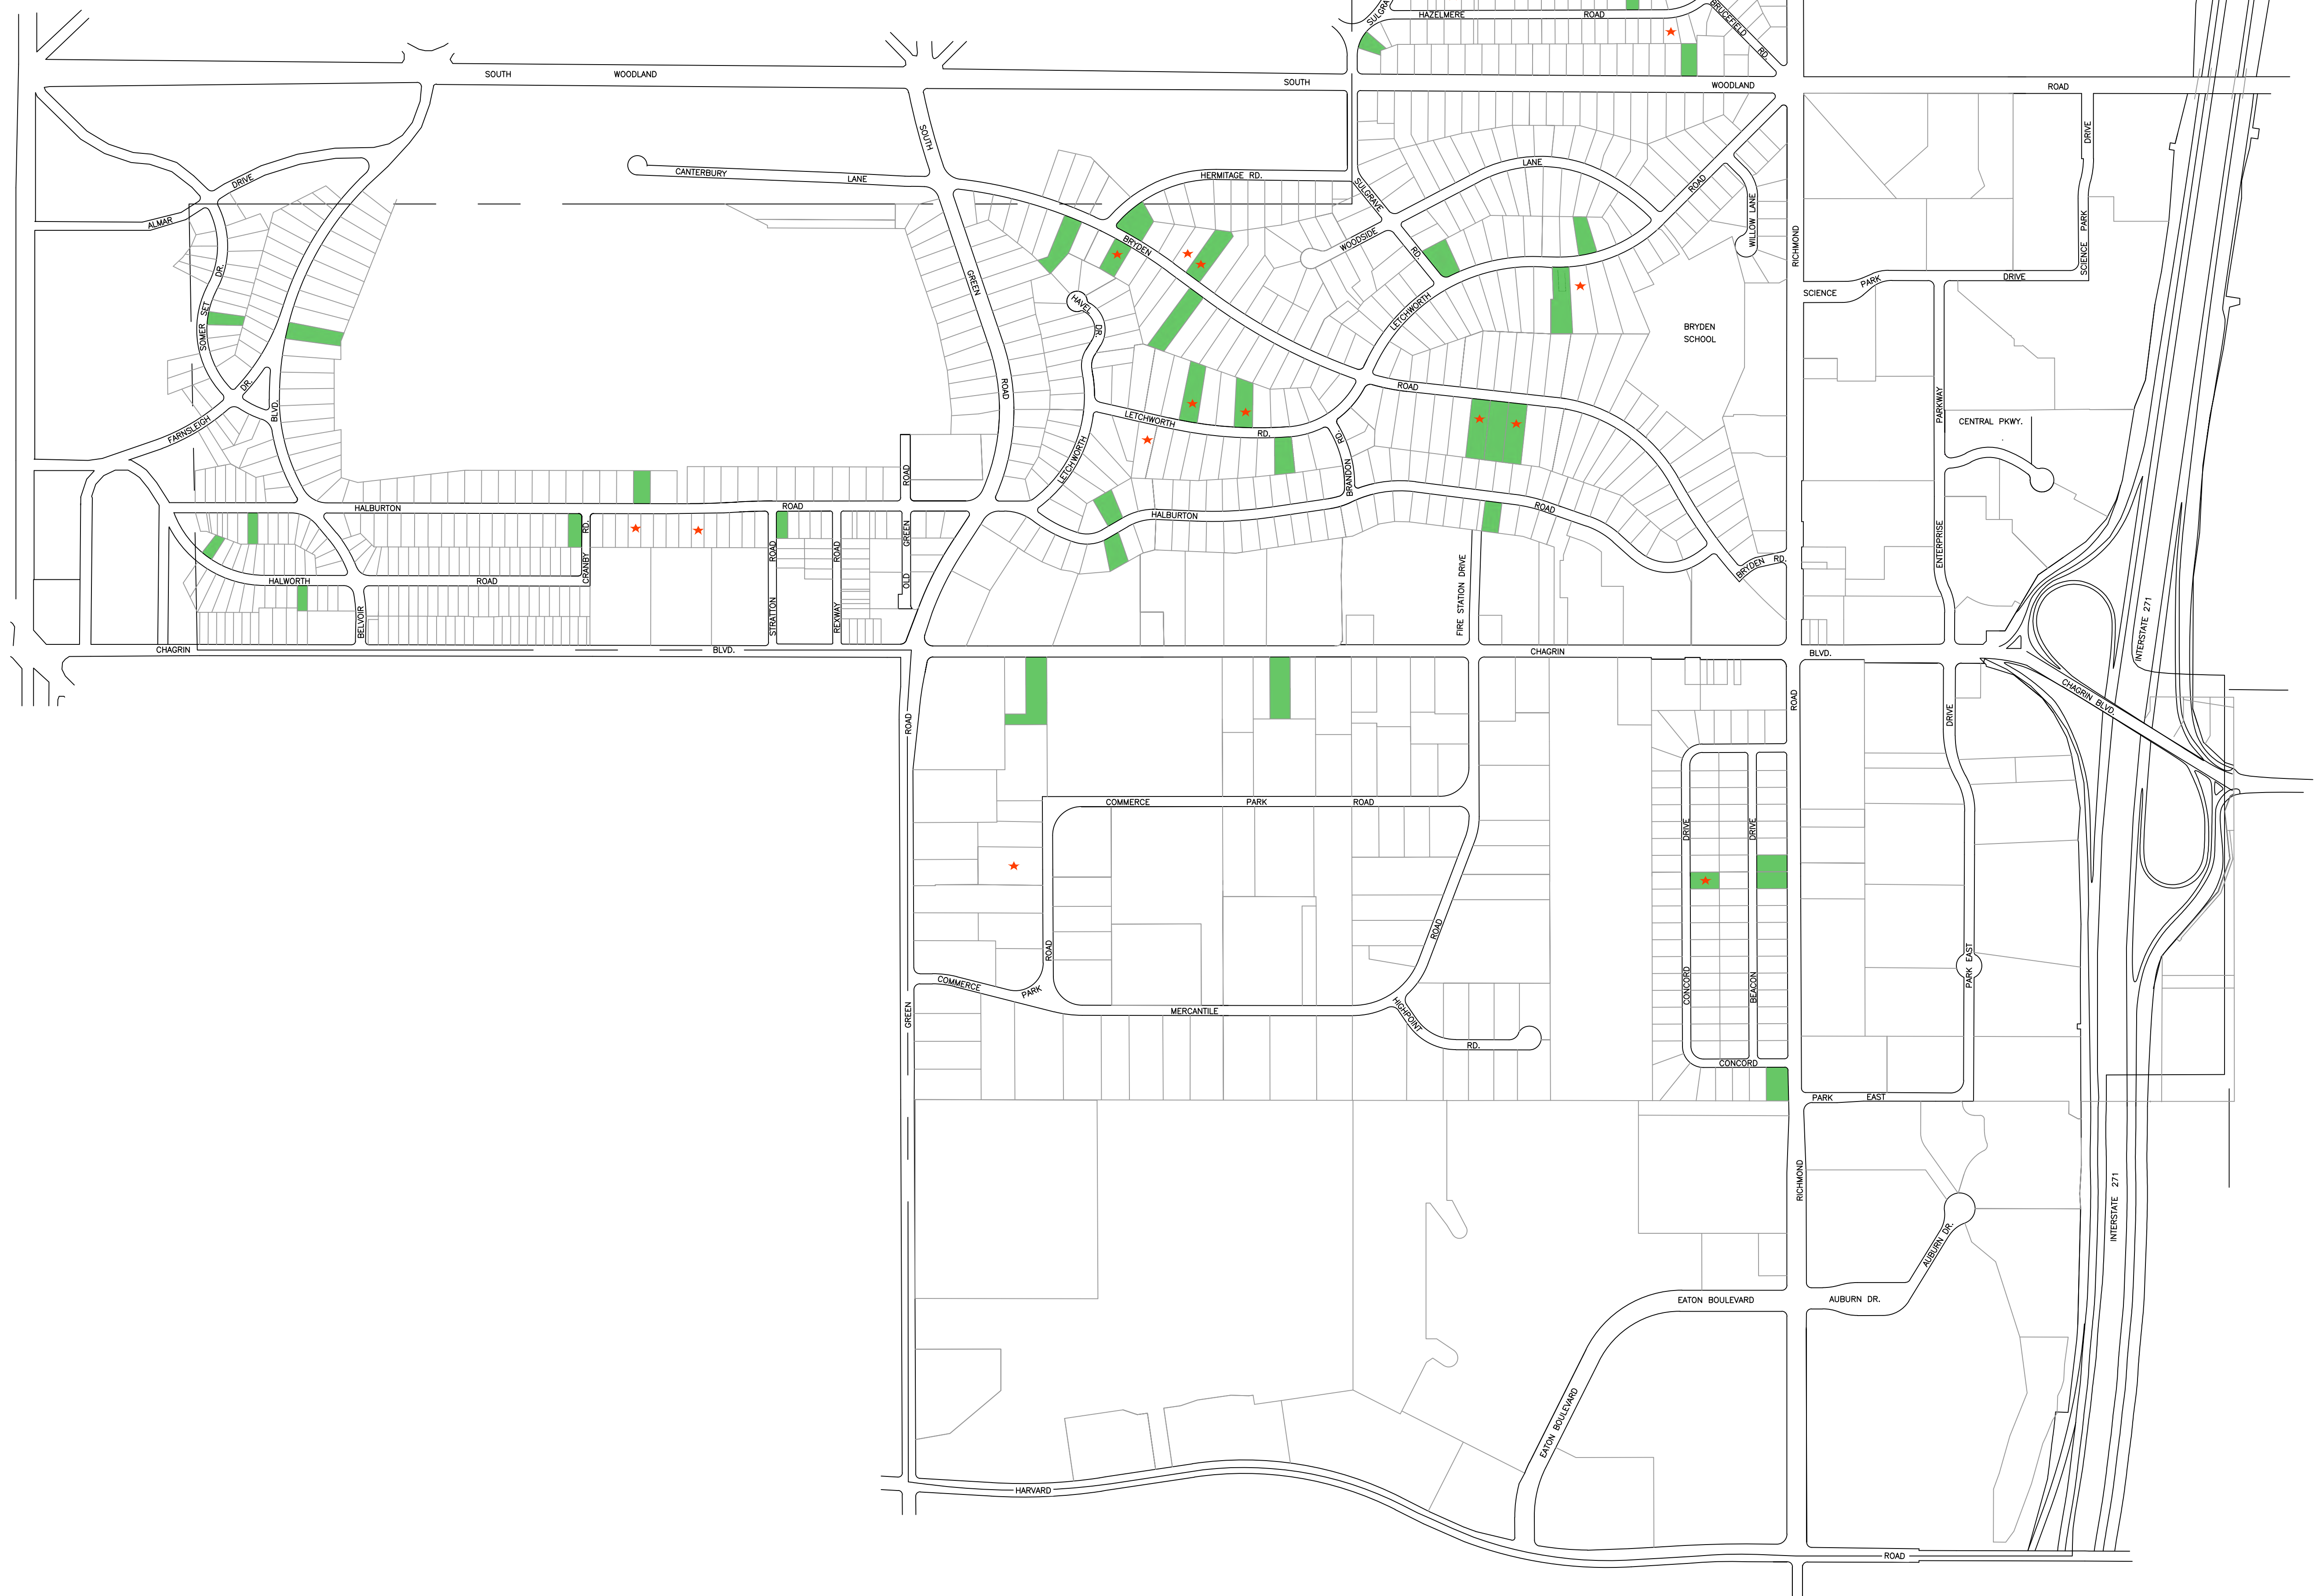 SULGRA
HAZELMERE
ROAD
BRUCEFIELD
RD.
SOUTH
WOODLAND
SOUTH
WOODLAND
ROAD
SOUTH
DRIVE
CANTERBURY
LANE
HERMITAGE RD.
LANE
DRIVE
SULGRAVE
ROAD
WILLOW LANE
ALMAR
SCIENCE PARK
BRYDEN
WOODSIDE
RD.
RICHMOND
DR.
GREEN
PARK
DRIVE
SCIENCE
HAVEL
DR.
LETCHWORTH
SOMER SET
BRYDEN
SCHOOL
DR.
ROAD
ROAD
PARKWAY
BLVD.
FARNSLEIGH
LETCHWORTH
RD.
RD.
CENTRAL PKWY.
LETCHWORTH
ROAD
BRANDON
HALBURTON
ROAD
HALBURTON
ROAD
RD.
GREEN
ENTERPRISE
ROAD
ROAD
CRANBY
HALWORTH
ROAD
OLD
FIRE STATION DRIVE
BRYDEN RD.
BELVOIR
STRATTON
REXWAY
INTERSTATE 271
CHAGRIN
BLVD.
CHAGRIN
BLVD.
CHAGRIN BLVD.
ROAD
ROAD
DRIVE
COMMERCE
PARK
ROAD
DRIVE
DRIVE
ROAD
ROAD
PARK EAST
COMMERCE
PARK
CONCORD
BEACON
GREEN
MERCANTILE
HIGHPOINT
RD.
CONCORD
PARK
EAST
RICHMOND
INTERSTATE 271
AUBURN DR.
EATON BOULEVARD
AUBURN DR.
EATON BOULEVARD
HARVARD
ROAD